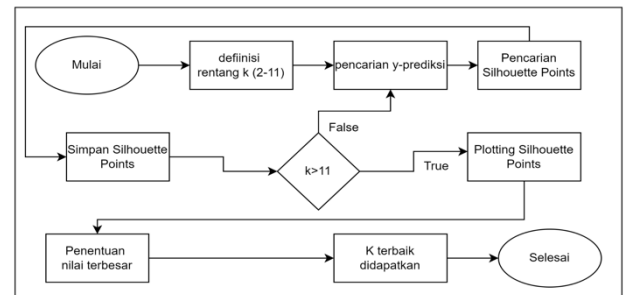 Mulai
defiinisi
rentang k (2-11)
pencarian y-prediksi
Pencarian
Silhouette Points
False
Simpan Silhouette
Points
k>11
True
Plotting Silhouette
Points
Penentuan
nilai terbesar
K terbaik
didapatkan
Selesai